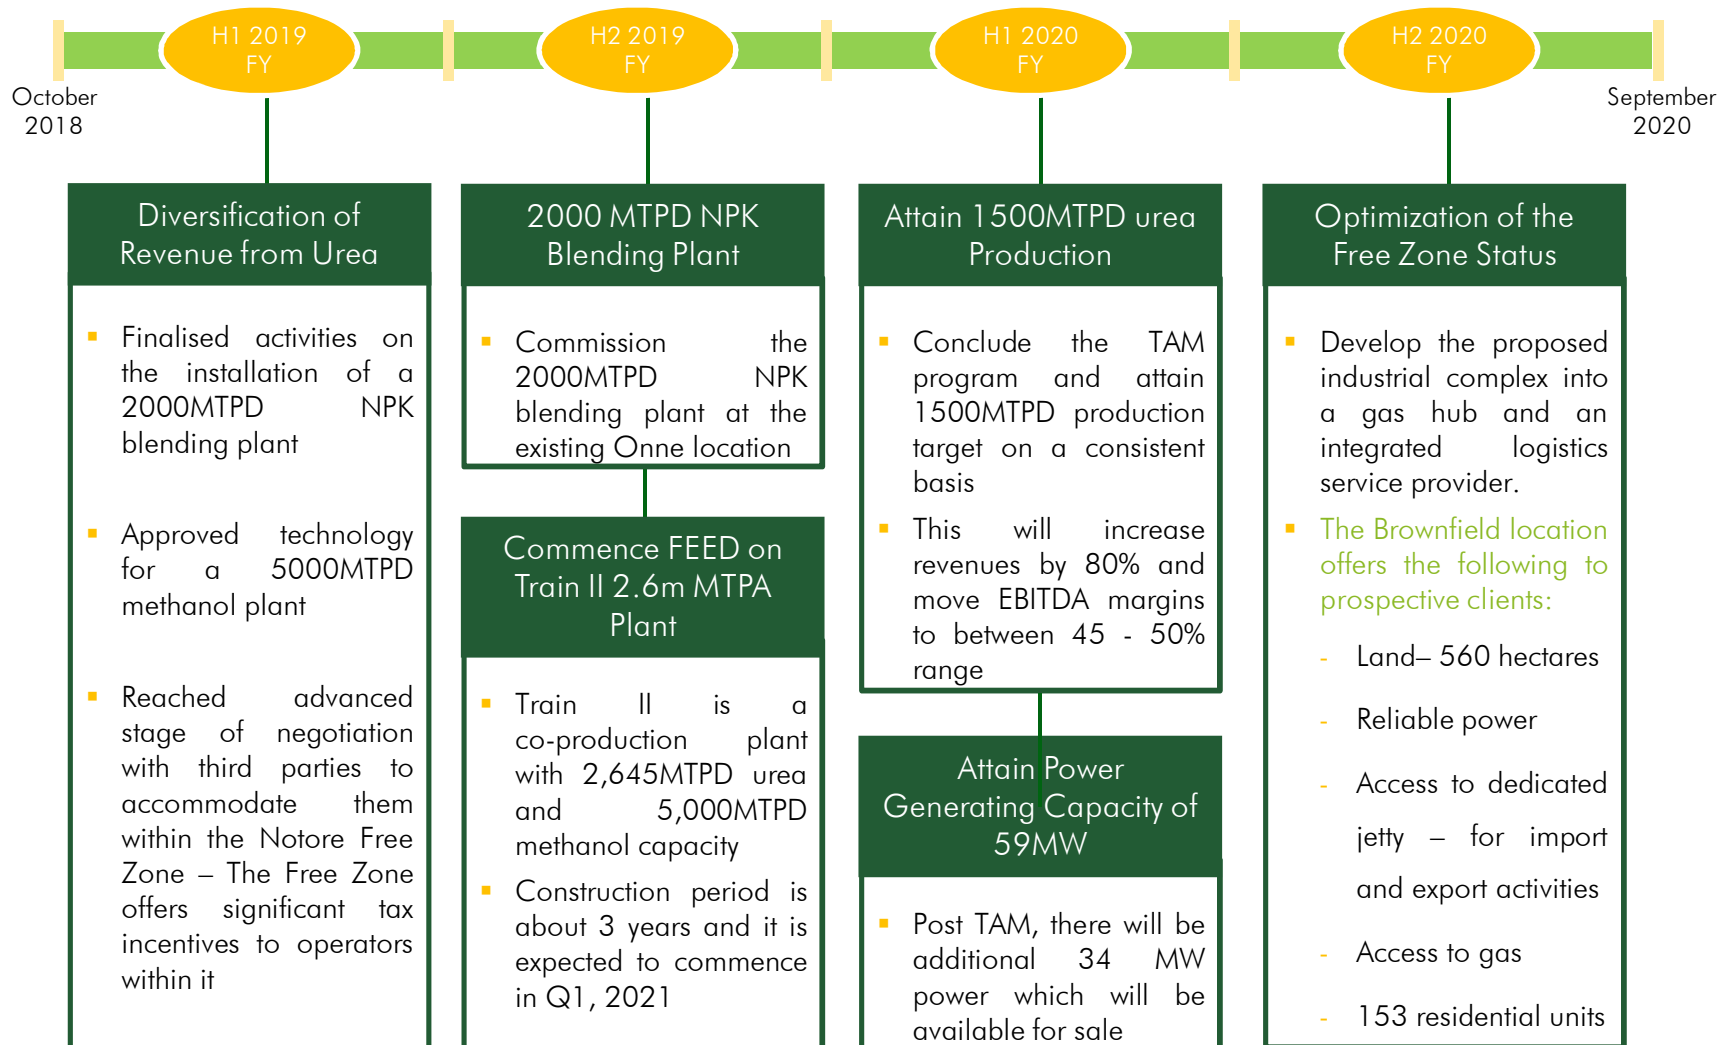 H1 2019
FY
H2 2019
FY
H1 2020
FY
H2 2020
FY
October
2018
September
2020
Diversification of
Revenue from Urea
Finalised activities on
the installation of a
2000MTPD NPK
blending plant
Approved technology
for a 5000MTPD
methanol plant
Reached advanced
stage of negotiation
with third parties to
accommodate them
within the Notore Free
Zone – The Free Zone
offers significant tax
incentives to operators
within it
2000 MTPD NPK
Blending Plant
Commission the
2000MTPD NPK
blending plant at the
existing Onne location
Commence FEED on
Train II 2.6m MTPA
Plant
Train II is a
co-production plant
with 2,645MTPD urea
and 5,000MTPD
methanol capacity
Construction period is
about 3 years and it is
expected to commence
in Q1, 2021
Attain 1500MTPD urea
Production
Conclude the TAM
program and attain
1500MTPD production
target on a consistent
basis
This will increase
revenues by 80% and
move EBITDA margins
to between 45 - 50%
range
Attain Power
Generating Capacity of
59MW
Post TAM, there will be
additional 34 MW
power which will be
available for sale
Optimization of the
Free Zone Status
Develop the proposed
industrial complex into
a gas hub and an
integrated logistics
service provider.
The Brownfield location
offers the following to
prospective clients:
- Land– 560 hectares
- Reliable power
- Access to dedicated
jetty – for import
and export activities
- Access to gas
- 153 residential units